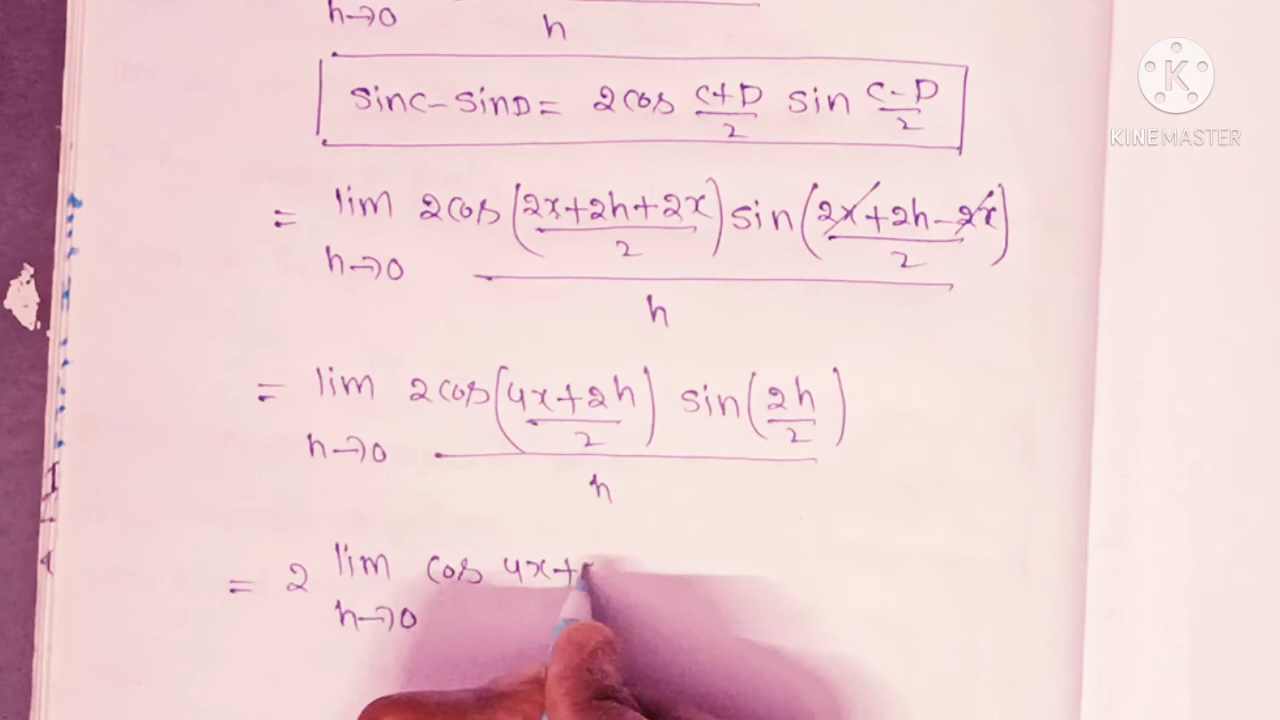 h→0 h
sinC-sinD= 2cos C+D/2 sin C-D/2
= lim h→0 2cos(2x+2h+2x/2) sin(2x+2h-2x/2) / h
= lim h→0 2cos(4x+2h/2) sin(2h/2) / h
= 2 lim h→0 cos 4x+
KINEMASTER